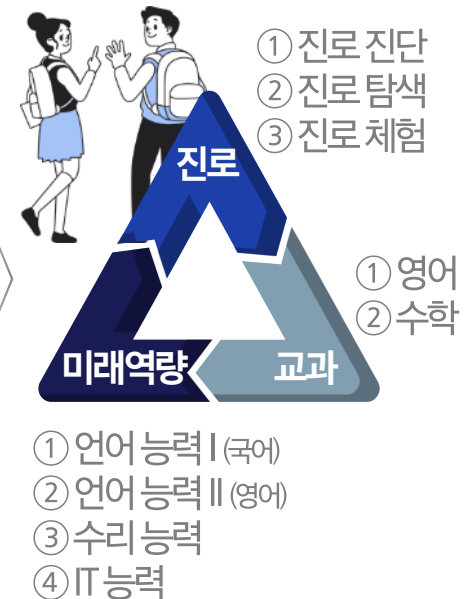 ① 진로 진단
② 진로 탐색
③ 진로 체험
진로
① 영어
② 수학
미래역량
교과
① 언어 능력 Ⅰ (국어)
② 언어 능력 Ⅱ (영어)
③ 수리 능력
④ IT 능력